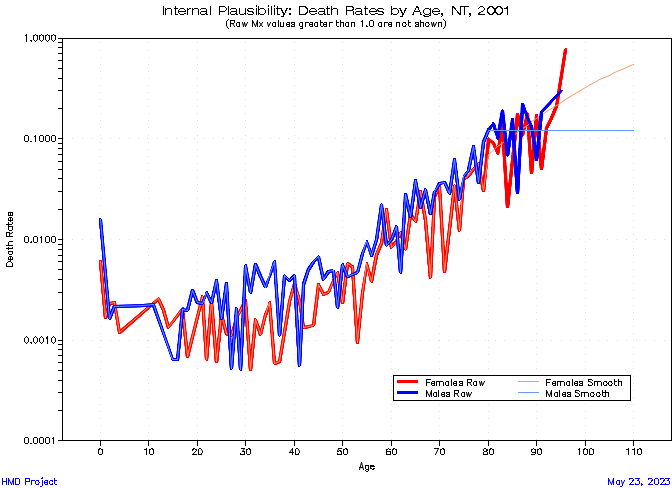 Internal Plausibility: Death Rates by Age, NT, 2001
(Raw Mx values greater than 1.0 are not shown)
1.0000
0.1000
0.0100
0.0010
0.0001
Death Rates
0 10 20 30 40 50 60 70 80 90 100 110
Age
Females Raw Females Smooth
Males Raw Males Smooth
HMD Project May 23, 2023